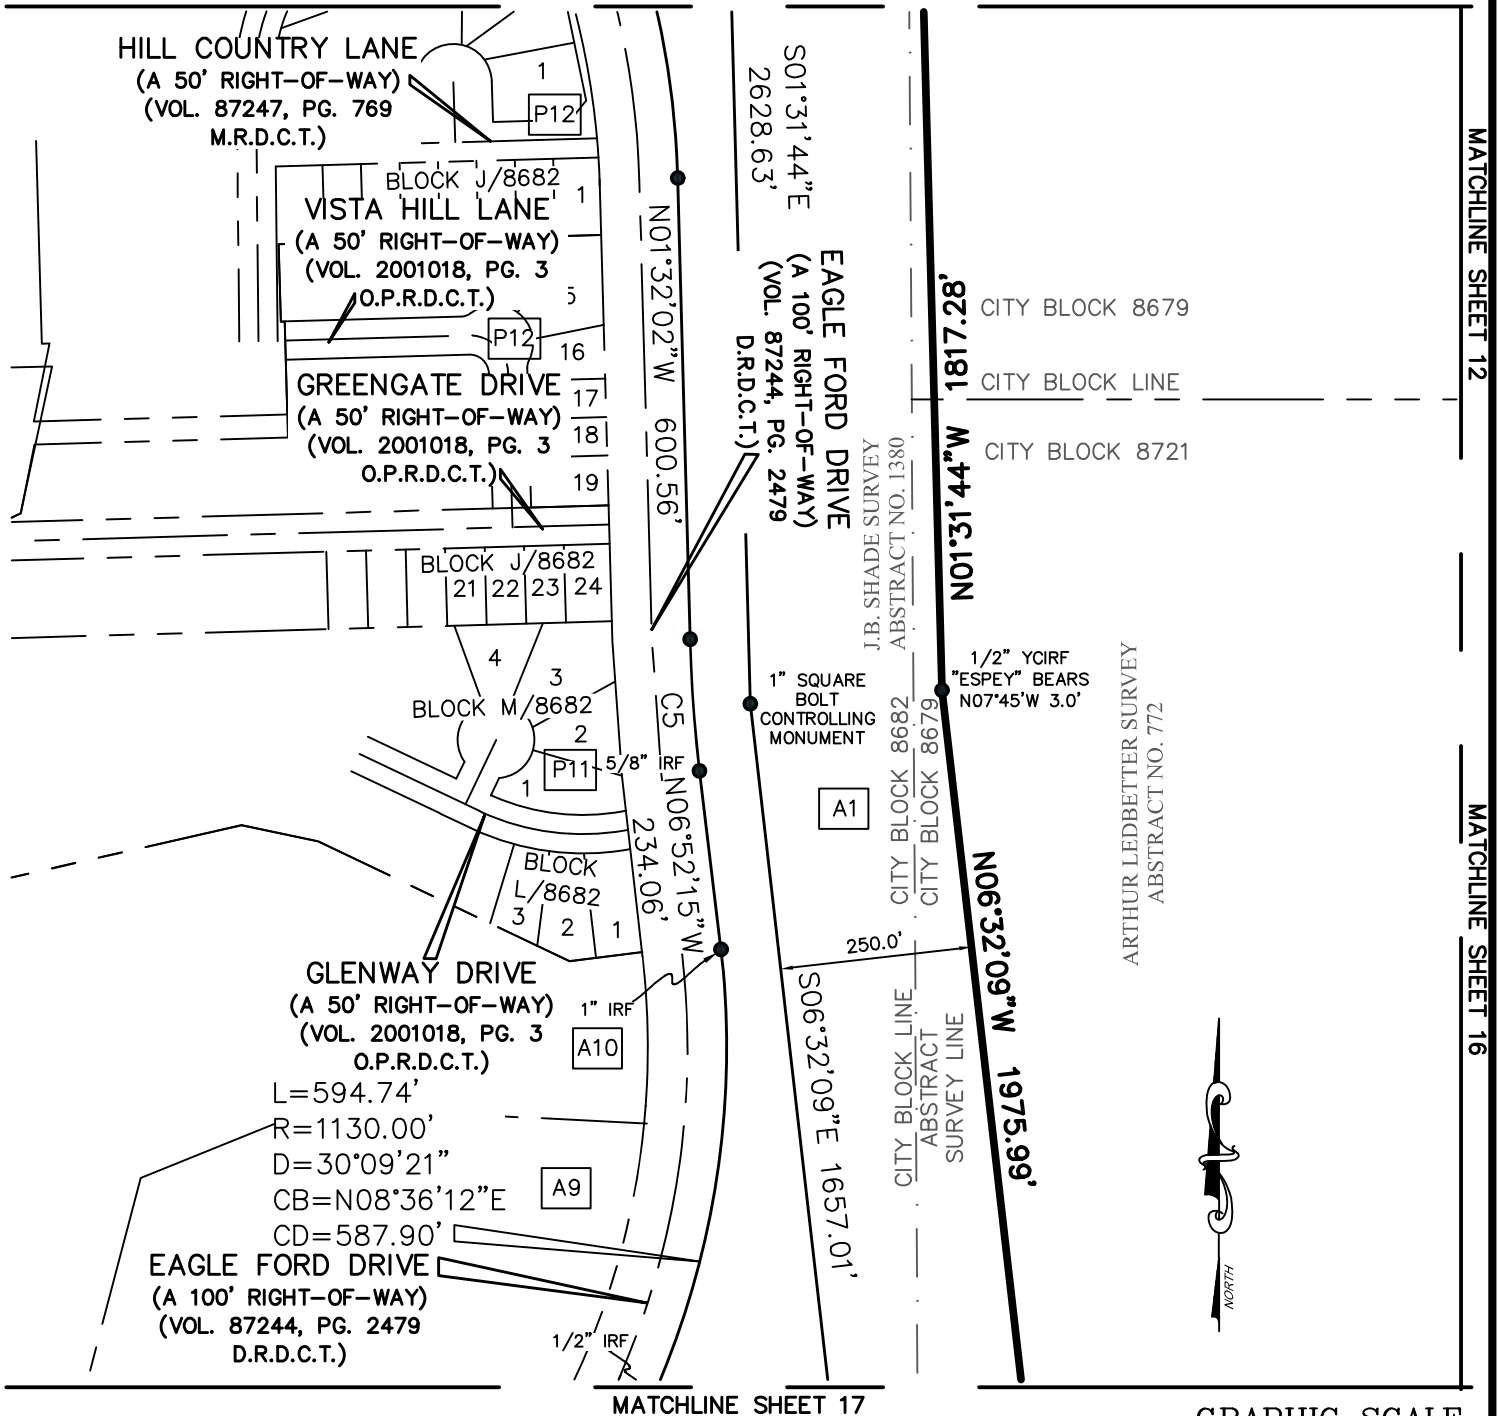 HILL COUNTRY LANE
(A 50' RIGHT-OF-WAY)
(VOL. 87247, PG. 769
M.R.D.C.T.)
1
P12
BLOCK J/8682
1
VISTA HILL LANE
(A 50' RIGHT-OF-WAY)
(VOL. 2001018, PG. 3
O.P.R.D.C.T.)
5
P12
16
GREENGATE DRIVE
(A 50' RIGHT-OF-WAY)
(VOL. 2001018, PG. 3
O.P.R.D.C.T.)
17
18
19
BLOCK J/8682
21 22 23 24
4
3
BLOCK M/8682
2
P11
1
5/8" IRF
BLOCK
L/8682
3
2
1
GLENWAY DRIVE
(A 50' RIGHT-OF-WAY)
(VOL. 2001018, PG. 3
O.P.R.D.C.T.)
1" IRF
A10
L=594.74'
R=1130.00'
D=30°09'21"
CB=N08°36'12"E
CD=587.90'
A9
EAGLE FORD DRIVE
(A 100' RIGHT-OF-WAY)
(VOL. 87244, PG. 2479
D.R.D.C.T.)
1/2" IRF
N01°32'02"W 600.56'
C5
N06°52'15"W
234.06'
S01°31'44"E
2628.63'
EAGLE FORD DRIVE
(A 100' RIGHT-OF-WAY)
(VOL. 87244, PG. 2479
D.R.D.C.T.)
J.B. SHADE SURVEY
ABSTRACT NO. 1380
1" SQUARE
BOLT
CONTROLLING
MONUMENT
A1
CITY BLOCK 8682
CITY BLOCK 8679
250.0'
S06°32'09"E 1657.01'
CITY BLOCK LINE
ABSTRACT
SURVEY LINE
N01°31'44"W 1817.28'
CITY BLOCK 8679
CITY BLOCK LINE
CITY BLOCK 8721
1/2" YCIRF
"ESPEY" BEARS
N07°45'W 3.0'
N06°32'09"W 1975.99'
ARTHUR LEDBETTER SURVEY
ABSTRACT NO. 772
NORTH
MATCHLINE SHEET 12
MATCHLINE SHEET 16
MATCHLINE SHEET 17
GRAPHIC SCALE